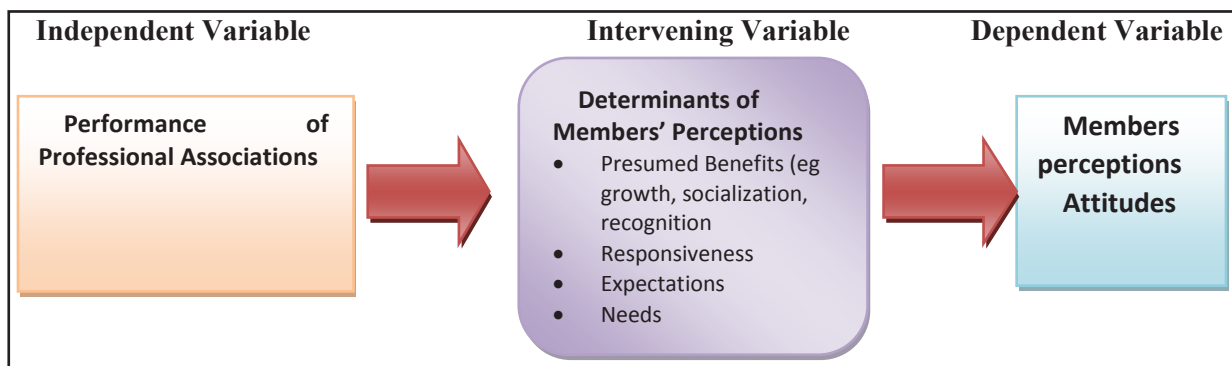 Independent Variable
Intervening Variable
Dependent Variable
Performance of
Professional Associations
Determinants of
Members’ Perceptions
• Presumed Benefits (eg
growth, socialization,
recognition
• Responsiveness
• Expectations
• Needs
Members
perceptions
Attitudes